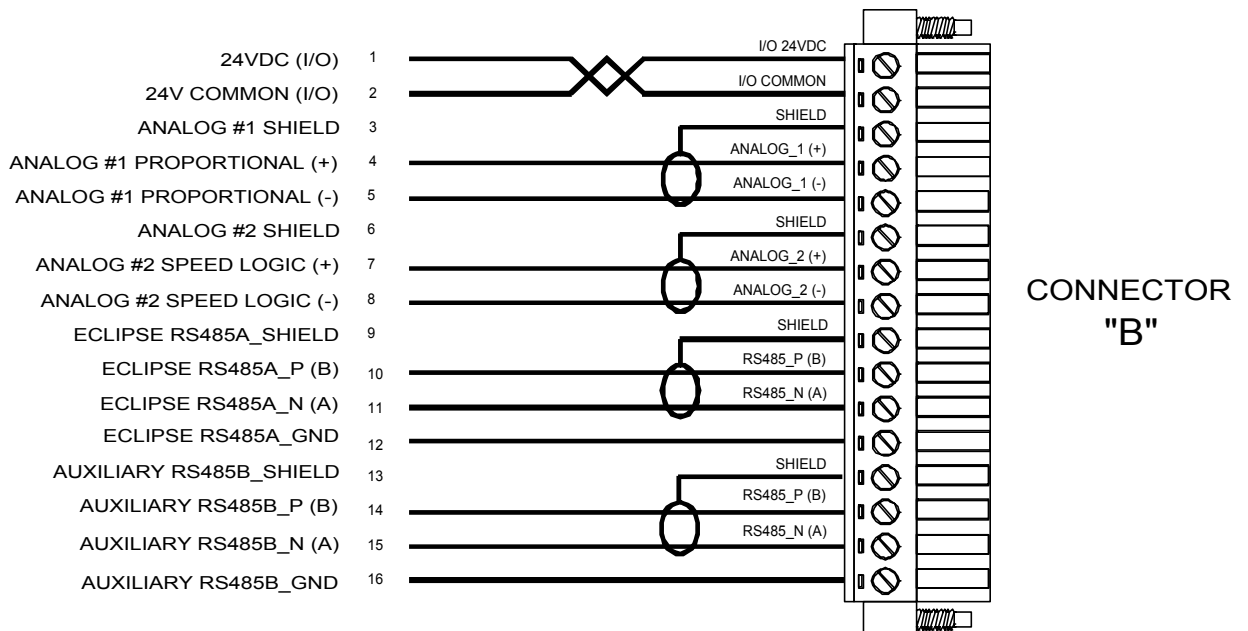 24VDC (I/O) 1 I/O 24VDC
24V COMMON (I/O) 2 I/O COMMON
ANALOG #1 SHIELD 3 SHIELD
ANALOG #1 PROPORTIONAL (+) 4 ANALOG_1 (+)
ANALOG #1 PROPORTIONAL (-) 5 ANALOG_1 (-)
ANALOG #2 SHIELD 6 SHIELD
ANALOG #2 SPEED LOGIC (+) 7 ANALOG_2 (+)
ANALOG #2 SPEED LOGIC (-) 8 ANALOG_2 (-)
ECLIPSE RS485A_SHIELD 9 SHIELD
ECLIPSE RS485A_P (B) 10 RS485_P (B)
ECLIPSE RS485A_N (A) 11 RS485_N (A)
ECLIPSE RS485A_GND 12
AUXILIARY RS485B_SHIELD 13 SHIELD
AUXILIARY RS485B_P (B) 14 RS485_P (B)
AUXILIARY RS485B_N (A) 15 RS485_N (A)
AUXILIARY RS485B_GND 16
CONNECTOR
"B"